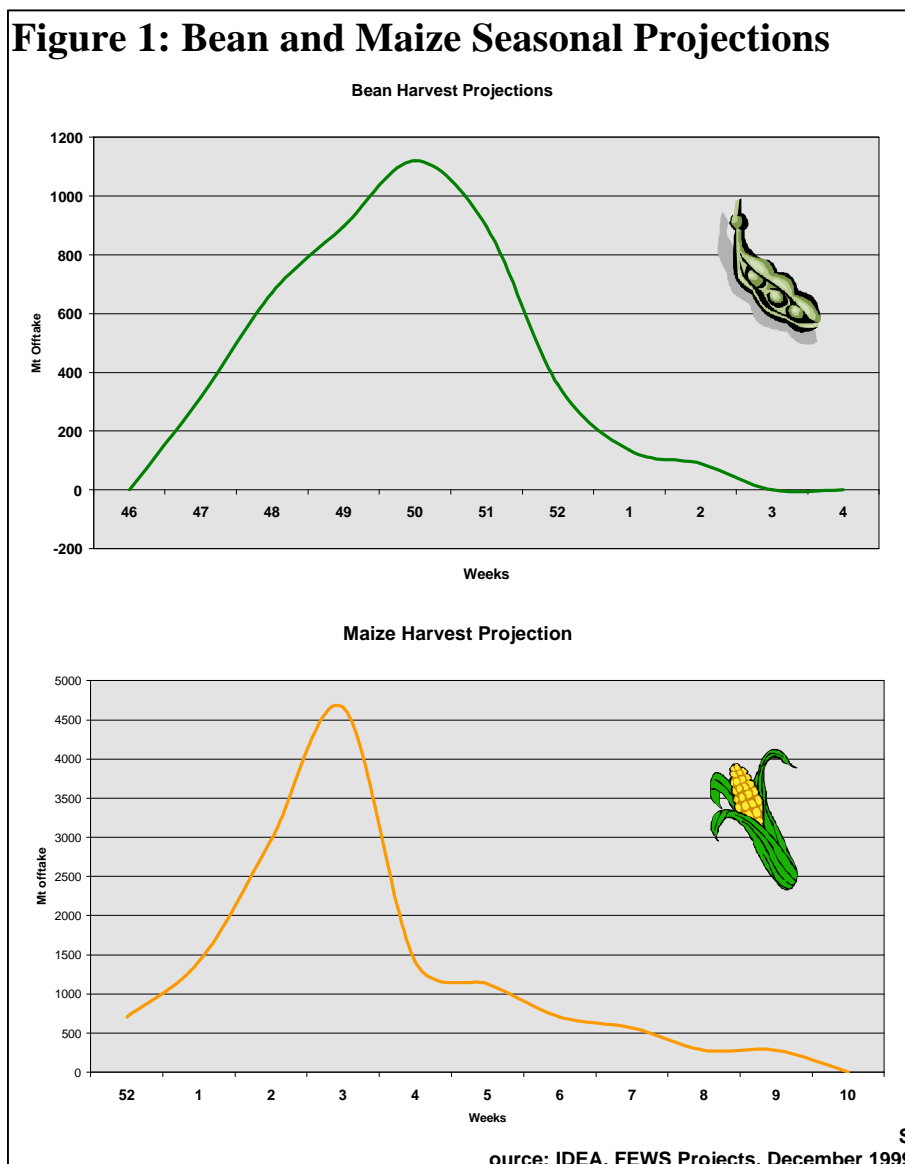 Figure 1: Bean and Maize Seasonal Projections
Bean Harvest Projections
1200
1000
800
600
400
200
0
-200
Mt Offtake
46 47 48 49 50 51 52 1 2 3 4
Weeks
Maize Harvest Projection
5000
4500
4000
3500
3000
2500
2000
1500
1000
500
0
Mt offtake
52 1 2 3 4 5 6 7 8 9 10
Weeks
S
ource: IDEA, FEWS Projects, December 1999